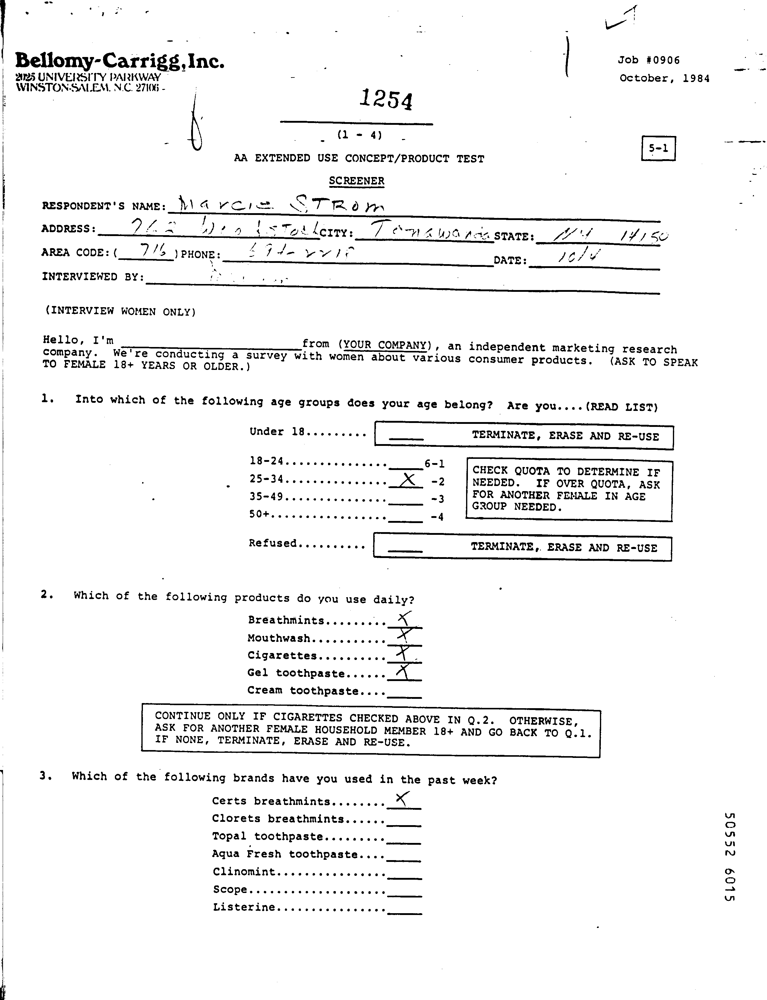 Bellomy-Carrigg, Inc.
2025 UNIVERSITY PARKWAY
WINSTON-SALEM, N.C. 27106
Job #0906
October, 1984
1254
(1 - 4)
5-1
AA EXTENDED USE CONCEPT/PRODUCT TEST
SCREENER
RESPONDENT'S NAME: Marcie STROM
ADDRESS: CITY: Tonawanda STATE: NY 14150
AREA CODE: ( 716 ) PHONE: DATE: 10/4
INTERVIEWED BY:
(INTERVIEW WOMEN ONLY)
Hello, I'm ____ from (YOUR COMPANY), an independent marketing research
company. We're conducting a survey with women about various consumer products. (ASK TO SPEAK
TO FEMALE 18+ YEARS OR OLDER.)
1. Into which of the following age groups does your age belong? Are you....(READ LIST)
Under 18......... ____ TERMINATE, ERASE AND RE-USE
18-24............... ____ 6-1
25-34............... X -2
35-49............... ____ -3
50+................. ____ -4
CHECK QUOTA TO DETERMINE IF
NEEDED. IF OVER QUOTA, ASK
FOR ANOTHER FEMALE IN AGE
GROUP NEEDED.
Refused.......... ____ TERMINATE, ERASE AND RE-USE
2. Which of the following products do you use daily?
Breathmints......... X
Mouthwash........... X
Cigarettes.......... X
Gel toothpaste...... X
Cream toothpaste.... ____
CONTINUE ONLY IF CIGARETTES CHECKED ABOVE IN Q.2. OTHERWISE,
ASK FOR ANOTHER FEMALE HOUSEHOLD MEMBER 18+ AND GO BACK TO Q.1.
IF NONE, TERMINATE, ERASE AND RE-USE.
3. Which of the following brands have you used in the past week?
Certs breathmints........ X
Clorets breathmints...... ____
Topal toothpaste......... ____
Aqua Fresh toothpaste.... ____
Clinomint................ ____
Scope.................... ____
Listerine................ ____
50552 6015